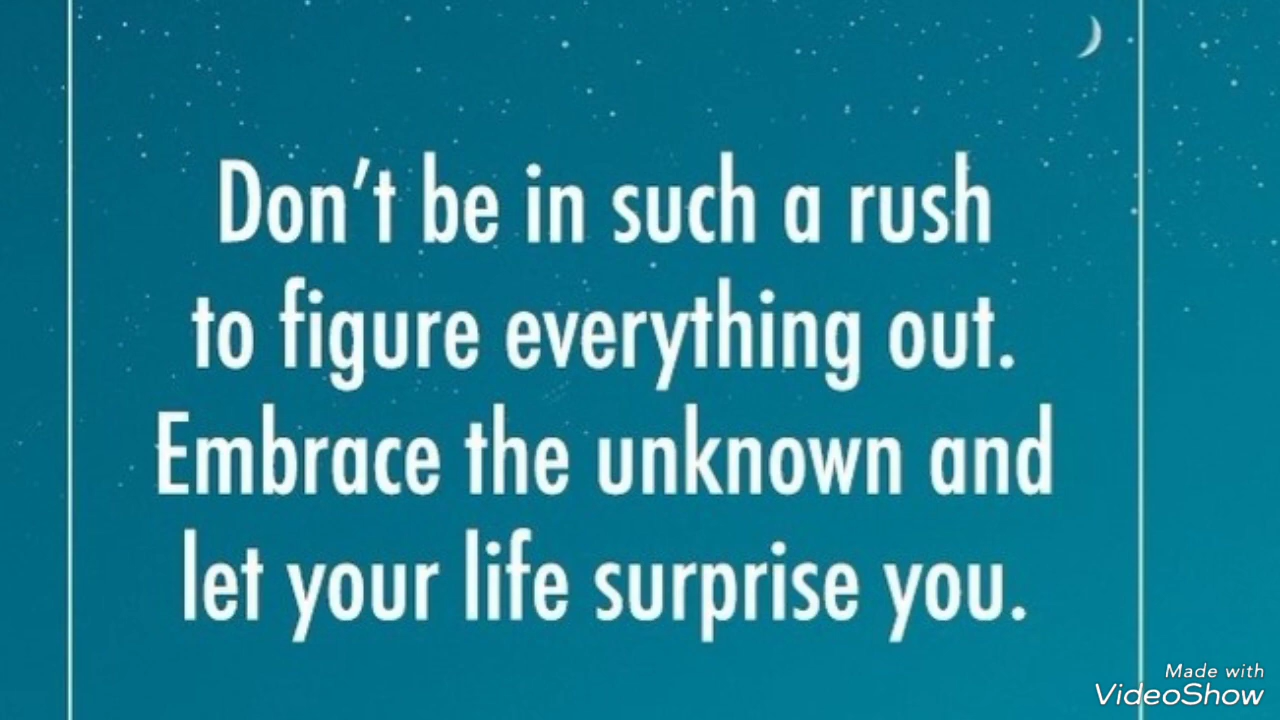 Don't be in such a rush
to figure everything out.
Embrace the unknown and
let your life surprise you.
Made with
VideoShow